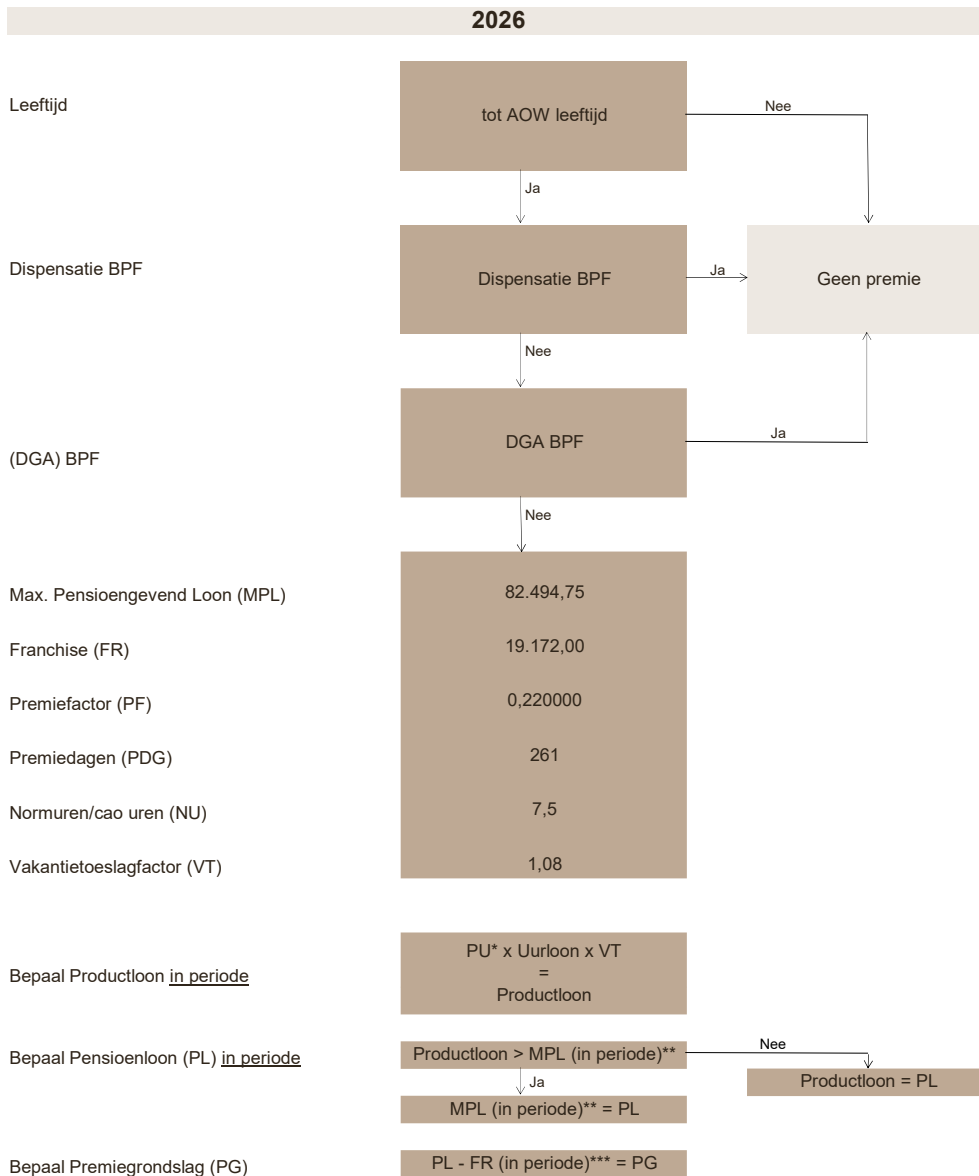 2026
Leeftijd
tot AOW leeftijd
Nee
Ja
Dispensatie BPF
Dispensatie BPF
Ja
Geen premie
Nee
(DGA) BPF
DGA BPF
Ja
Nee
Max. Pensioengevend Loon (MPL)
82.494,75
Franchise (FR)
19.172,00
Premiefactor (PF)
0,220000
Premiedagen (PDG)
261
Normuren/cao uren (NU)
7,5
Vakantietoeslagfactor (VT)
1,08
Bepaal Productloon in periode
PU* x Uurloon x VT
=
Productloon
Bepaal Pensioenloon (PL) in periode
Productloon > MPL (in periode)**
Nee
Productloon = PL
Ja
MPL (in periode)** = PL
Bepaal Premiegrondslag (PG)
PL - FR (in periode)*** = PG